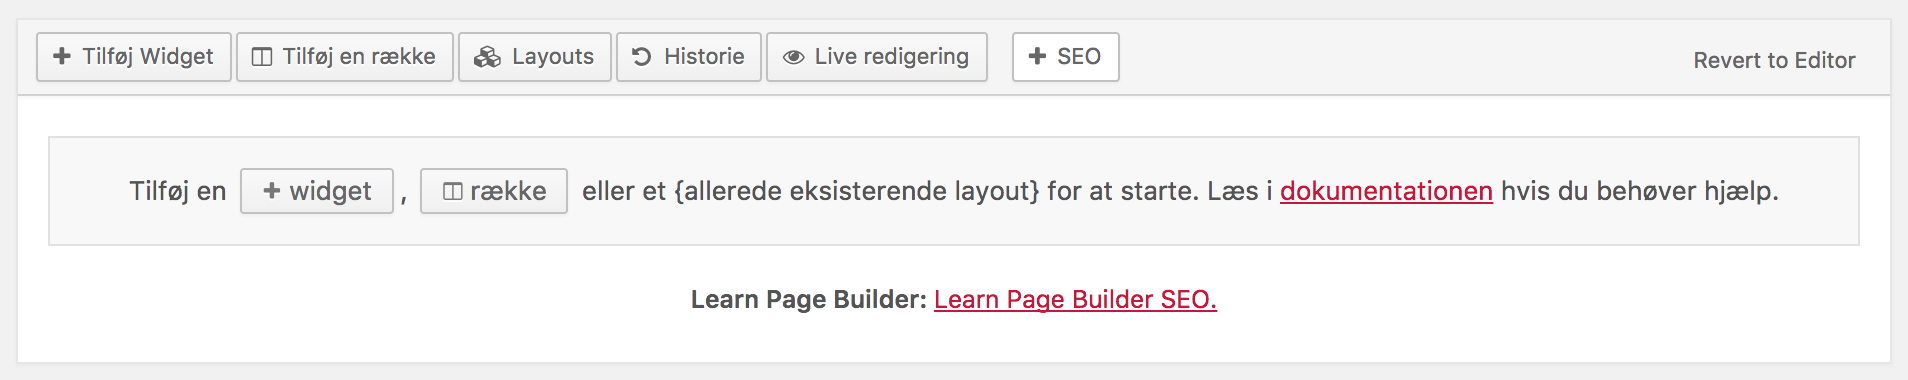 Tilføj Widget Tilføj en række Layouts Historie Live redigering SEO Revert to Editor
Tilføj en widget , række eller et {allerede eksisterende layout} for at starte. Læs i dokumentationen hvis du behøver hjælp.
Learn Page Builder: Learn Page Builder SEO.